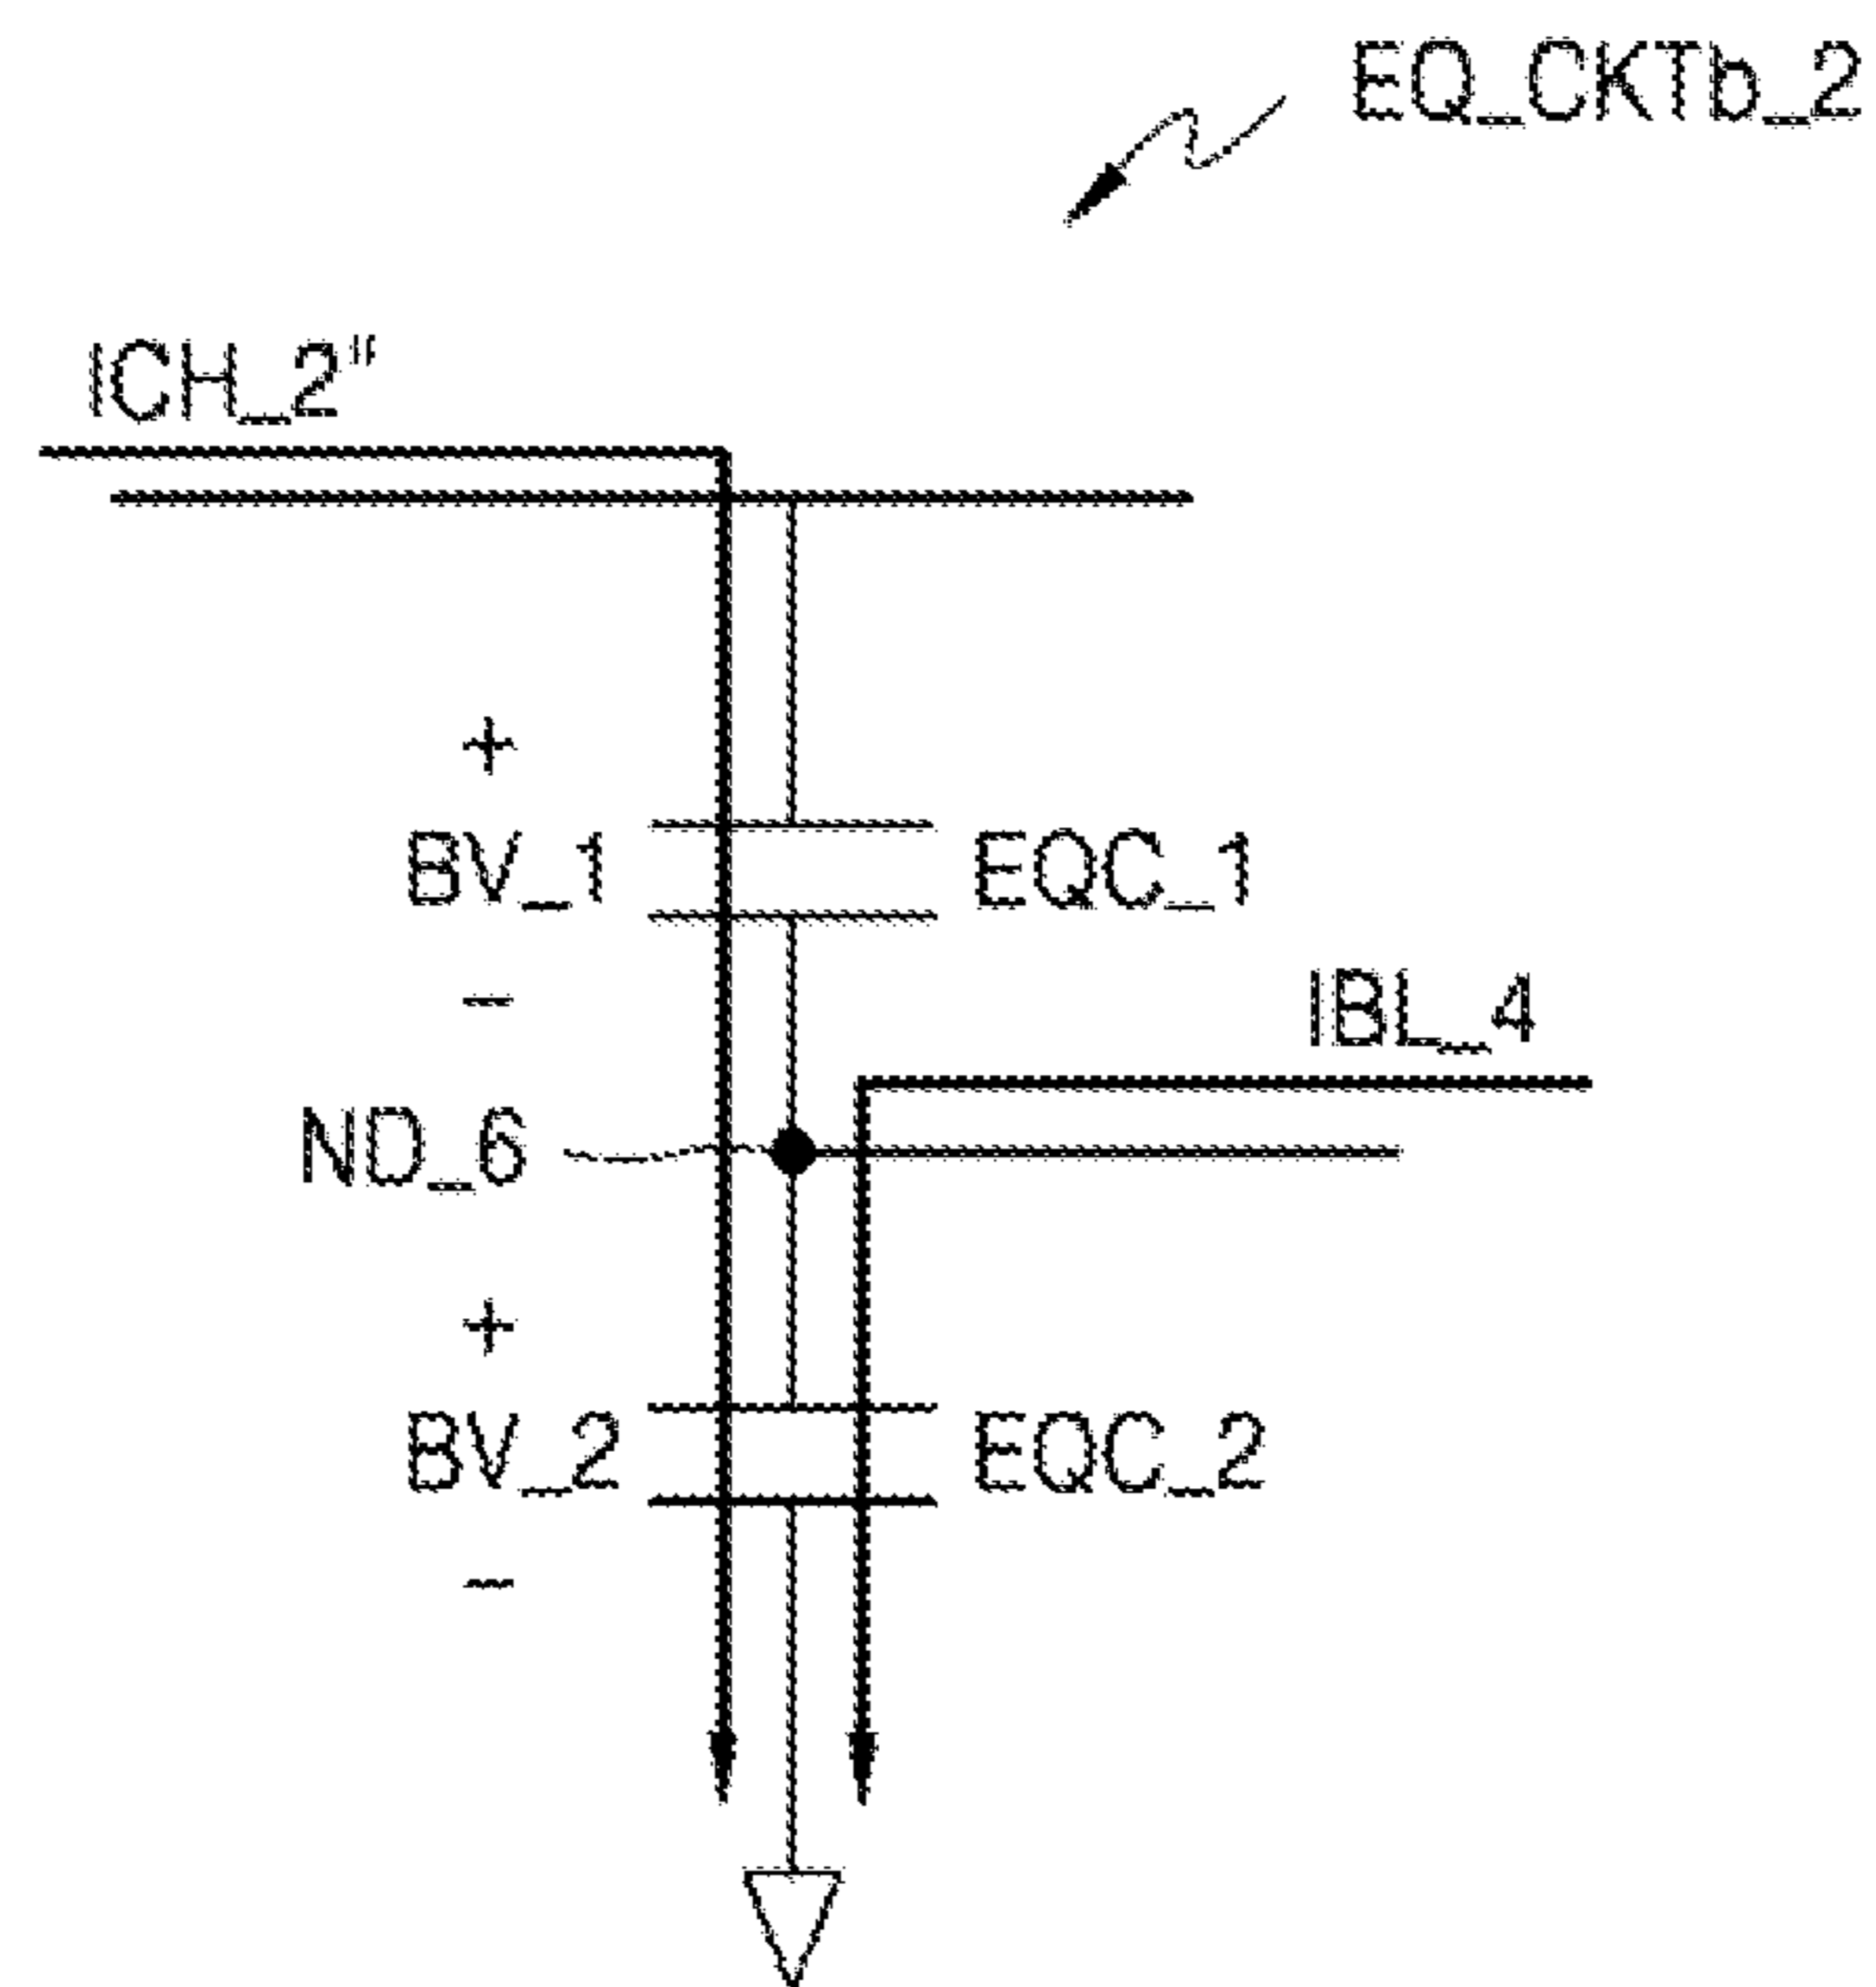 EQ_CKTb_2
ICH_2"
+
BV_1 EQC_1
−
IBL_4
ND_6
+
BV_2 EQC_2
−